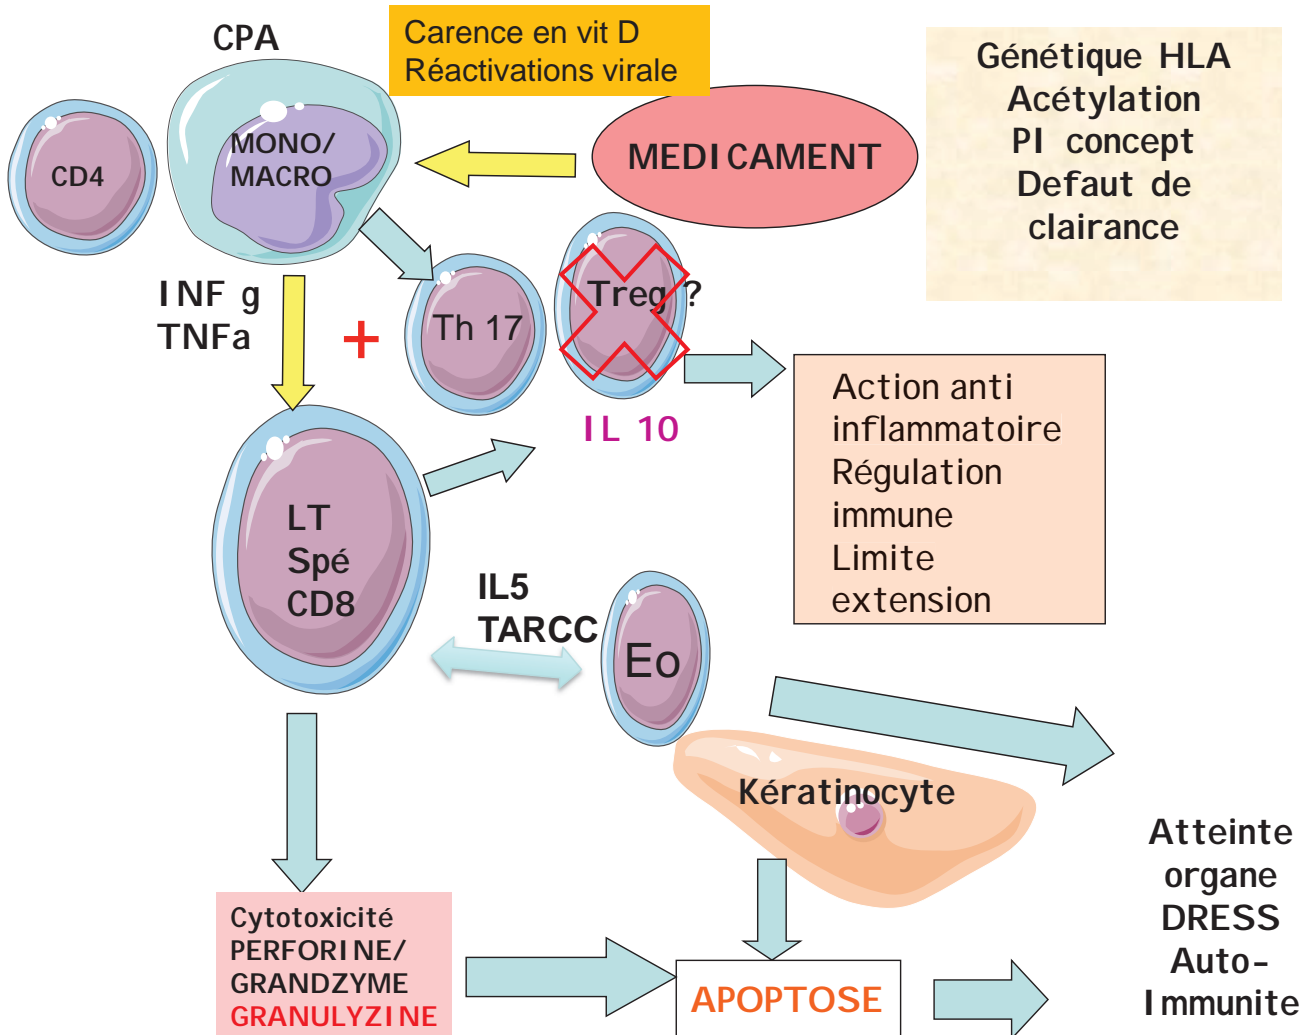 CPA
Carence en vit D
Réactivations virale
Génétique HLA
Acétylation
PI concept
Defaut de
clairance
CD4
MONO/
MACRO
MEDICAMENT
INF g
TNFa
+
Th 17
Treg ?
IL 10
Action anti
inflammatoire
Régulation
immune
Limite
extension
LT
Spé
CD8
IL5
TARCC
Eo
Kératinocyte
Atteinte
organe
DRESS
Auto-
Immunite
Cytotoxicité
PERFORINE/
GRANDZYME
GRANULYZINE
APOPTOSE